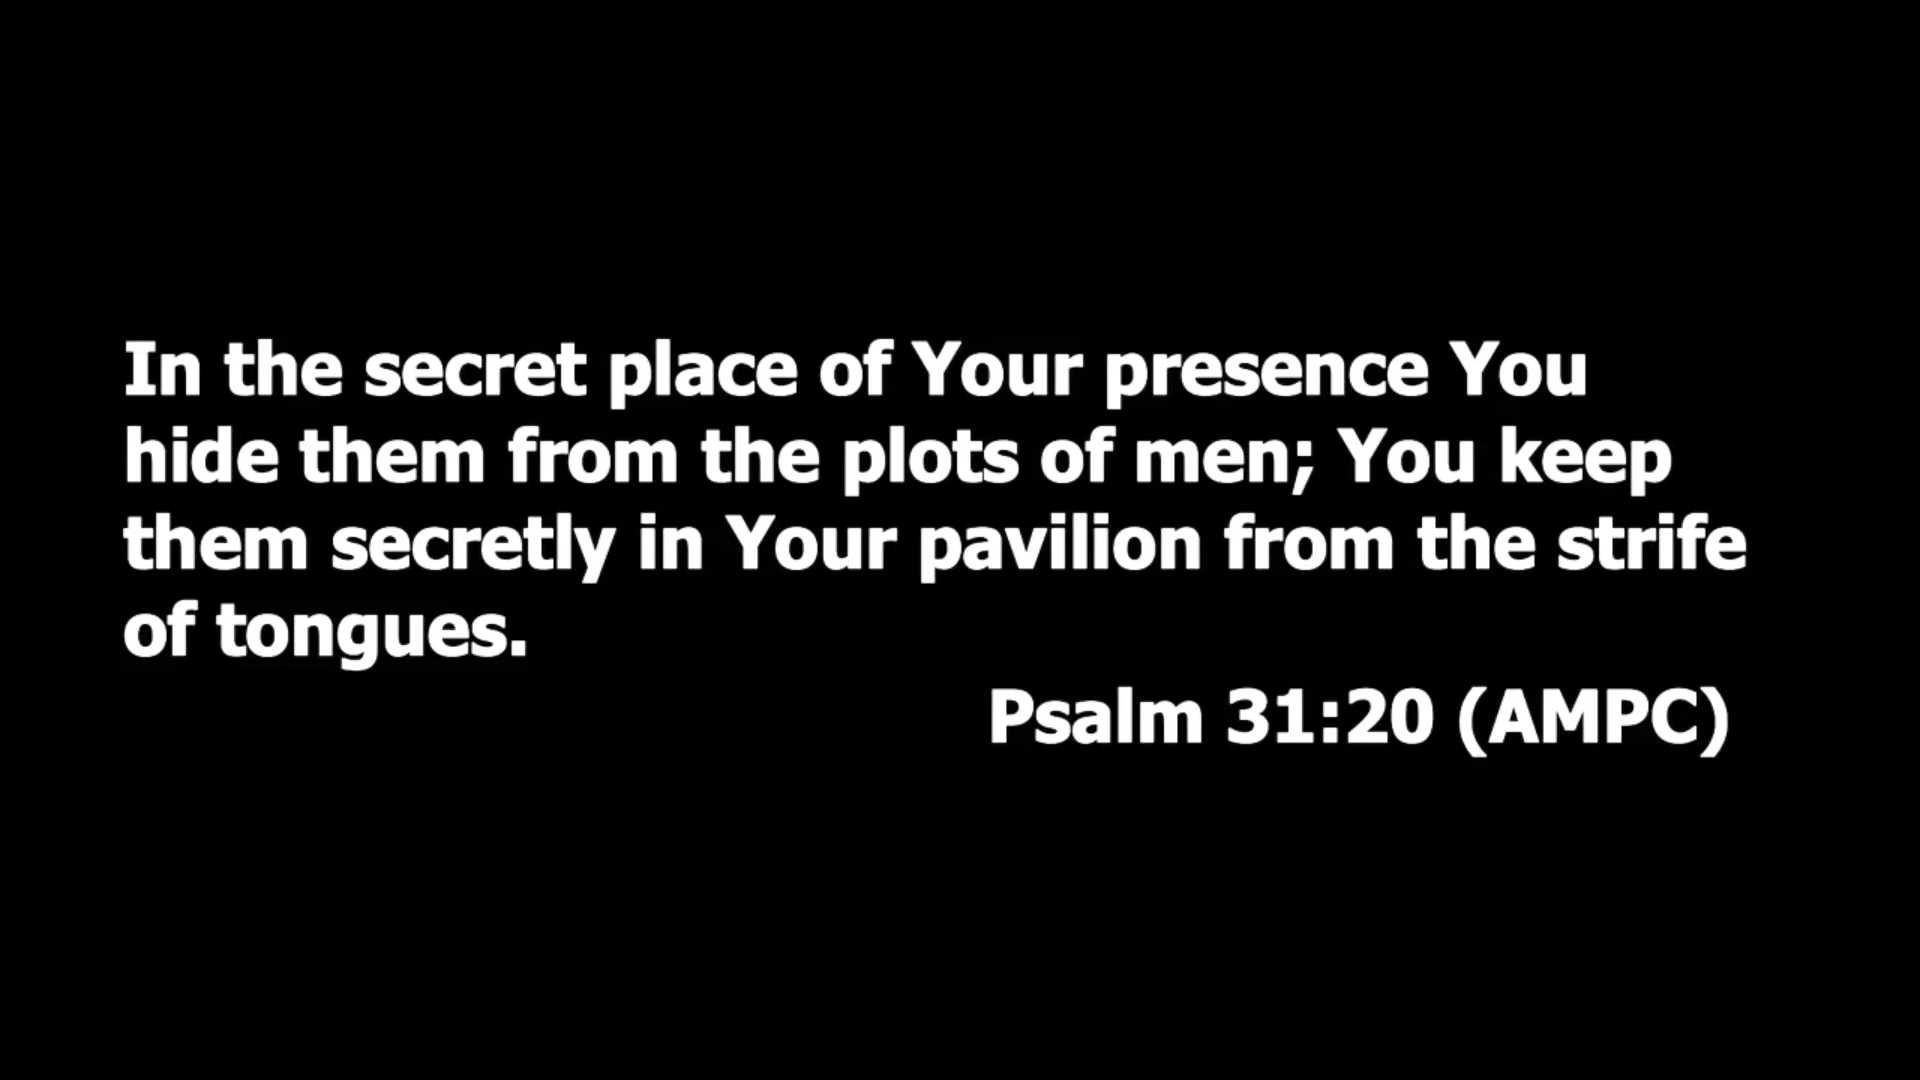 In the secret place of Your presence You
hide them from the plots of men; You keep
them secretly in Your pavilion from the strife
of tongues.
Psalm 31:20 (AMPC)